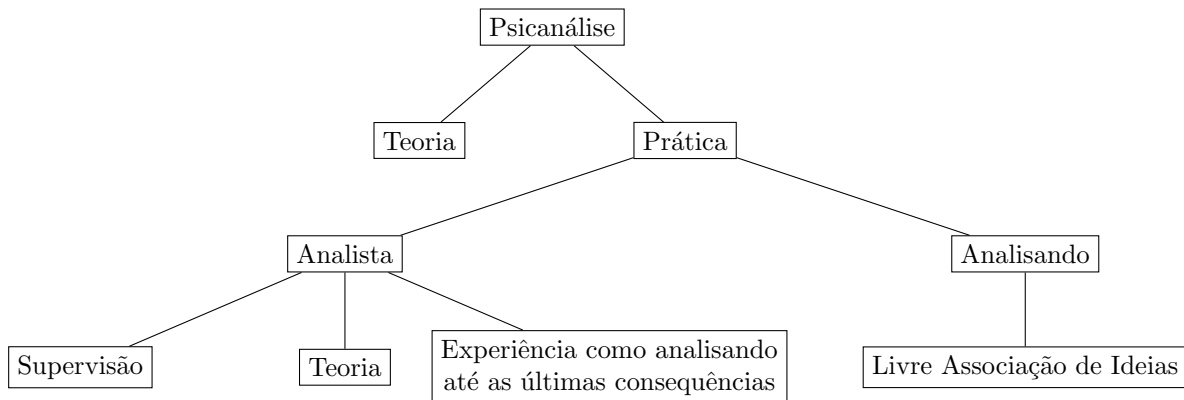 Psicanálise
Teoria
Prática
Analista
Analisando
Supervisão
Teoria
Experiência como analisando
até as últimas consequências
Livre Associação de Ideias